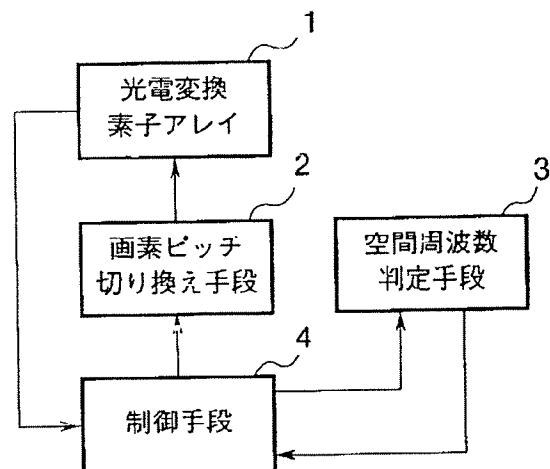 1
光電変換
素子アレイ
2
画素ピッチ
切り換え手段
3
空間周波数
判定手段
4
制御手段